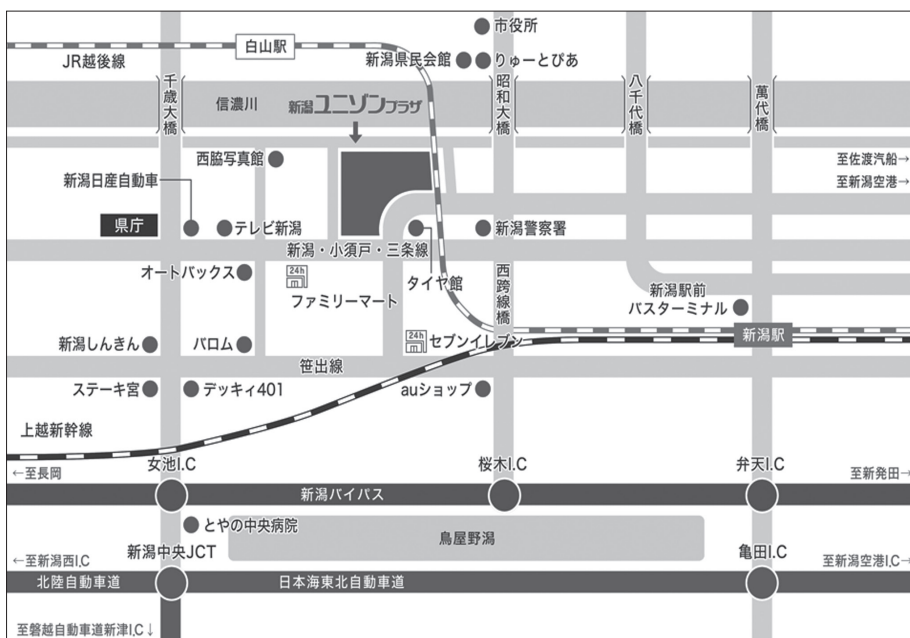 市役所
白山駅
新潟県民会館
りゅーとぴあ
JR越後線
千歳大橋
昭和大橋
八千代橋
萬代橋
信濃川
新潟ユニゾンプラザ
西脇写真館
至佐渡汽船→
新潟日産自動車
至新潟空港→
県庁
テレビ新潟
新潟警察署
新潟・小須戸・三条線
オートバックス
24h
タイヤ館
西跨線橋
ファミリーマート
新潟駅前
バスターミナル
新潟しんきん
バロム
24h
セブンイレブン
新潟駅
笹出線
ステーキ宮
デッキィ401
auショップ
上越新幹線
女池I.C
桜木I.C
弁天I.C
←至長岡
至新発田→
新潟バイパス
とやの中央病院
鳥屋野潟
新潟中央JCT
亀田I.C
←至新潟西I.C
至新潟空港I.C→
北陸自動車道
日本海東北自動車道
至磐越自動車道新津I.C↓